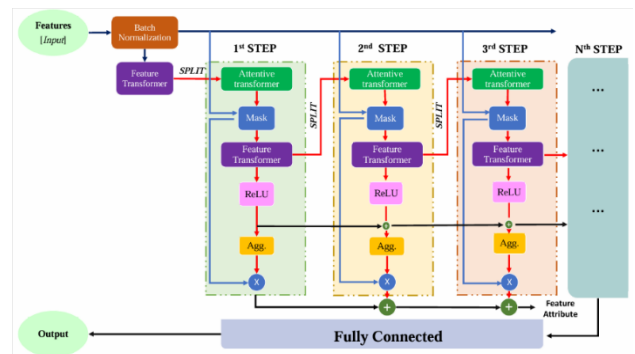 Features
[Input]
Batch
Normalization
Feature
Transformer
SPLIT
1st STEP
2nd STEP
3rd STEP
Nth STEP
Attentive
transformer
Mask
Feature
Transformer
ReLU
Agg.
X
SPLIT
Attentive
transformer
Mask
Feature
Transformer
ReLU
+
Agg.
X
+
SPLIT
Attentive
transformer
Mask
Feature
Transformer
ReLU
+
Agg.
X
+
...
...
...
Feature
Attribute
Fully Connected
Output